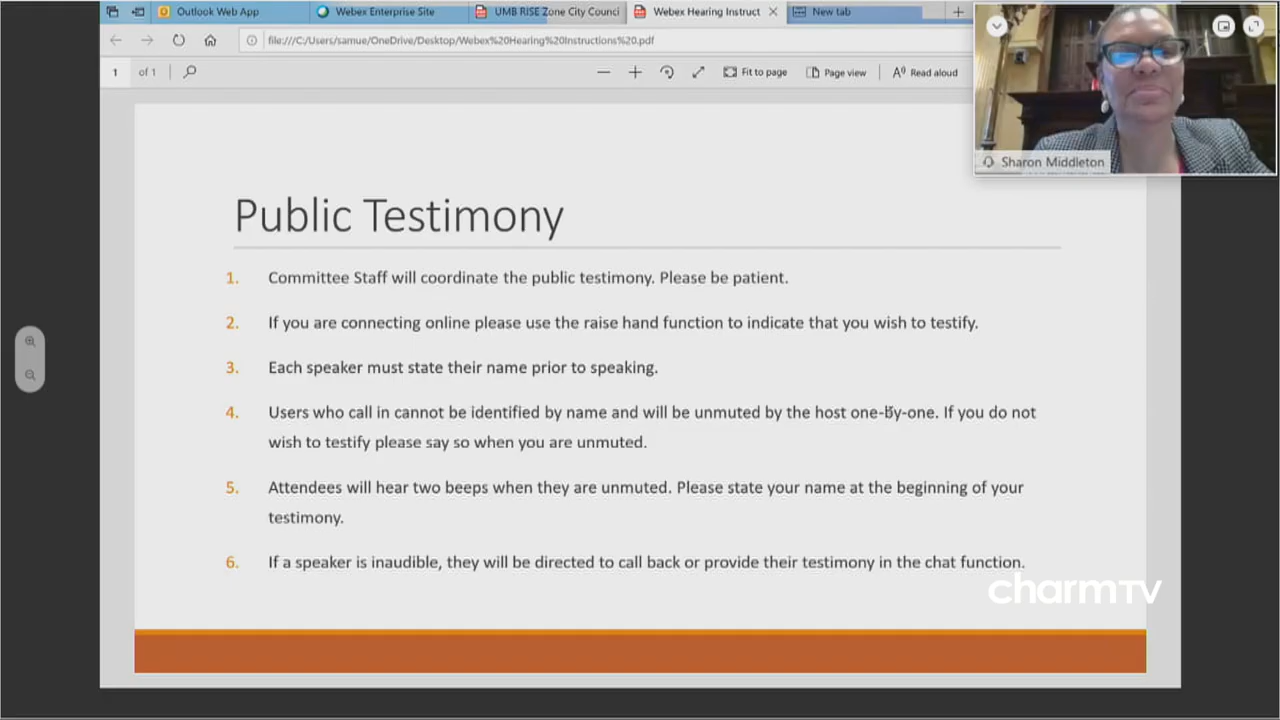 Outlook Web App
Webex Enterprise Site
UMB RISE Zone City Counci
Webex Hearing Instruct
New tab
file:///C:/Users/samue/OneDrive/Desktop/Webex%20Hearing%20Instructions%20.pdf
1 of 1
Fit to page
Page view
Read aloud
Sharon Middleton
Public Testimony
1. Committee Staff will coordinate the public testimony. Please be patient.
2. If you are connecting online please use the raise hand function to indicate that you wish to testify.
3. Each speaker must state their name prior to speaking.
4. Users who call in cannot be identified by name and will be unmuted by the host one-By-one. If you do not
wish to testify please say so when you are unmuted.
5. Attendees will hear two beeps when they are unmuted. Please state your name at the beginning of your
testimony.
6. If a speaker is inaudible, they will be directed to call back or provide their testimony in the chat function.
charmTV